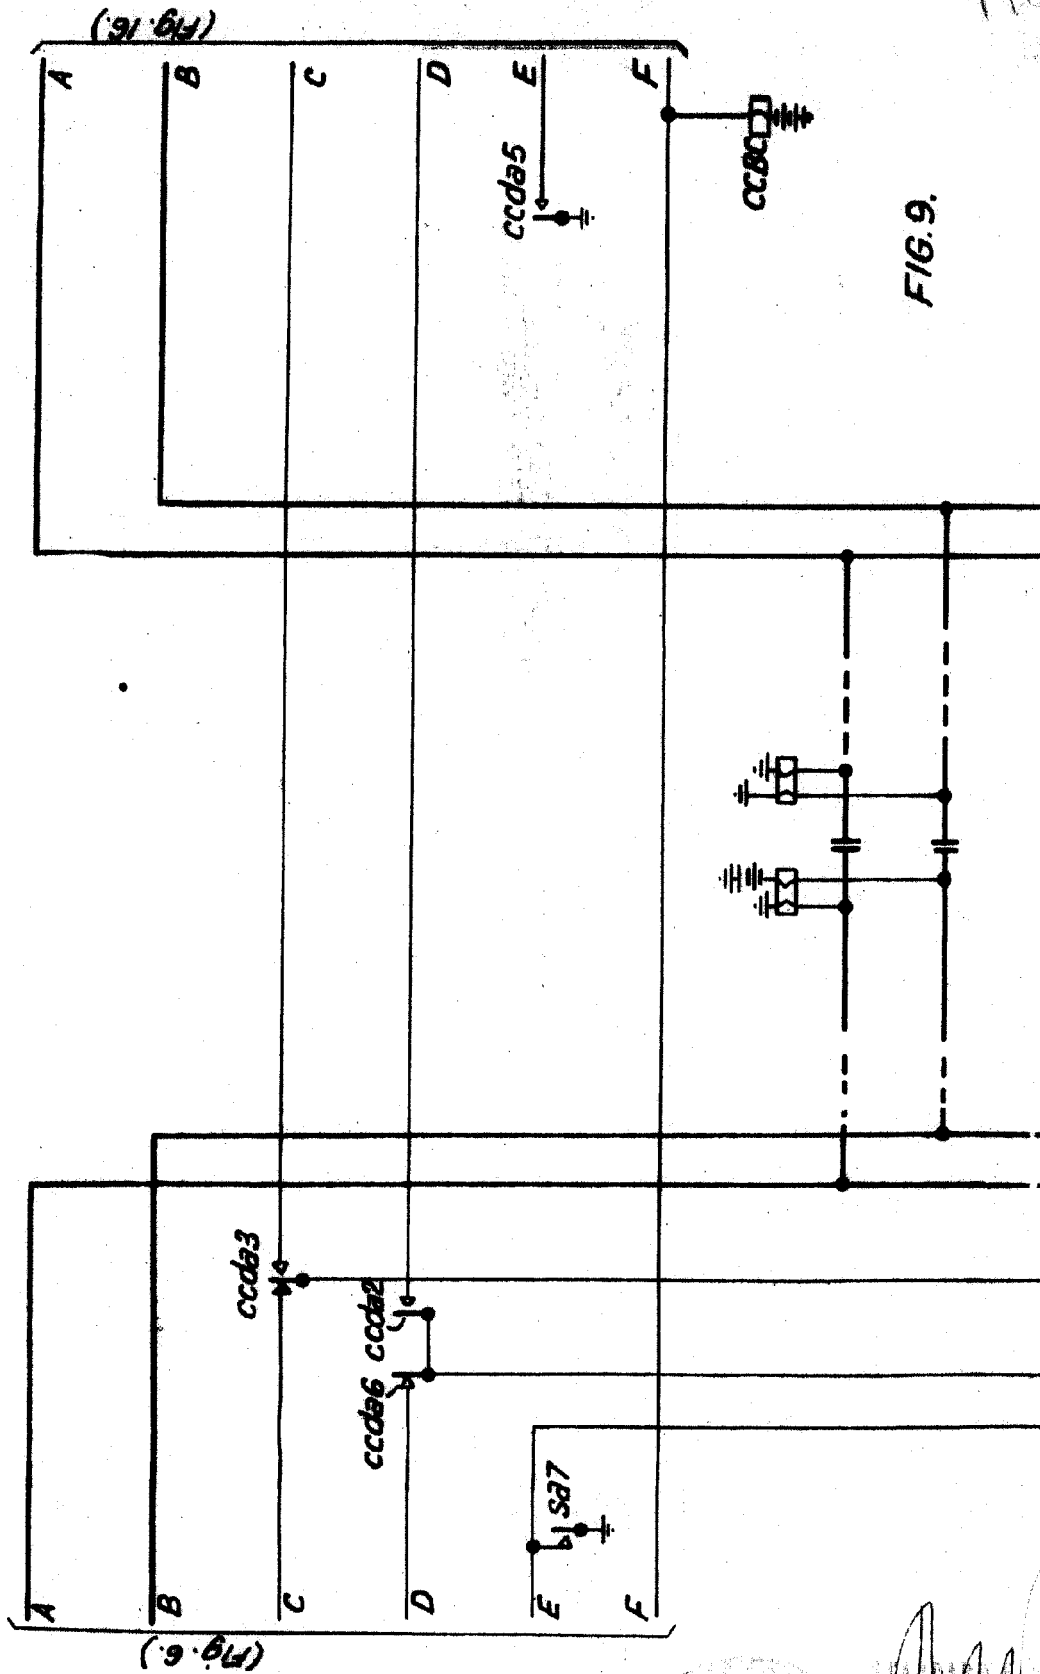 (Fig. 16.)
A
B
C
D
E
F
ccda5
CCBC
FIG. 9.
ccda3
ccda2
ccda6
sa7
A
B
C
D
E
F
(Fig. 6.)